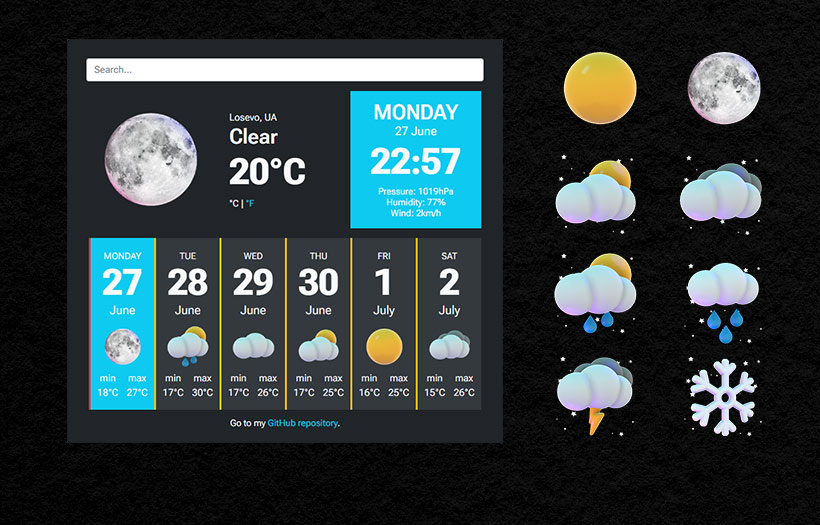 Search...
Losevo, UA
Clear
20°C
°C | °F
MONDAY
27 June
22:57
Pressure: 1019hPa
Humidity: 77%
Wind: 2km/h
MONDAY
27
June
min max
18°C 27°C
TUE
28
June
min max
17°C 30°C
WED
29
June
min max
17°C 26°C
THU
30
June
min max
17°C 25°C
FRI
1
July
min max
16°C 25°C
SAT
2
July
min max
15°C 26°C
Go to my GitHub repository.